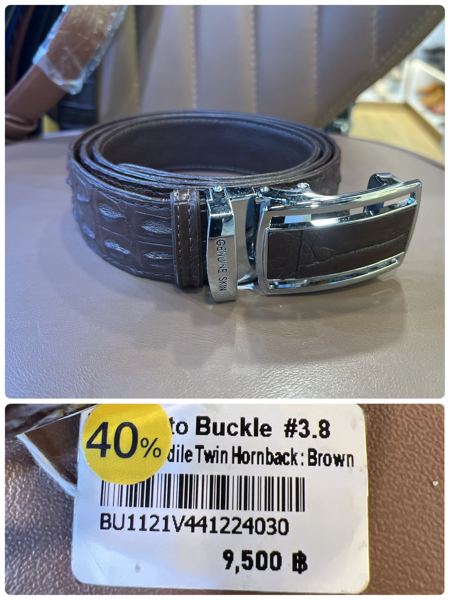 GENUINE SKIN
40%
to Buckle #3.8
dile Twin Hornback : Brown
BU1121V441224030
9,500 ฿